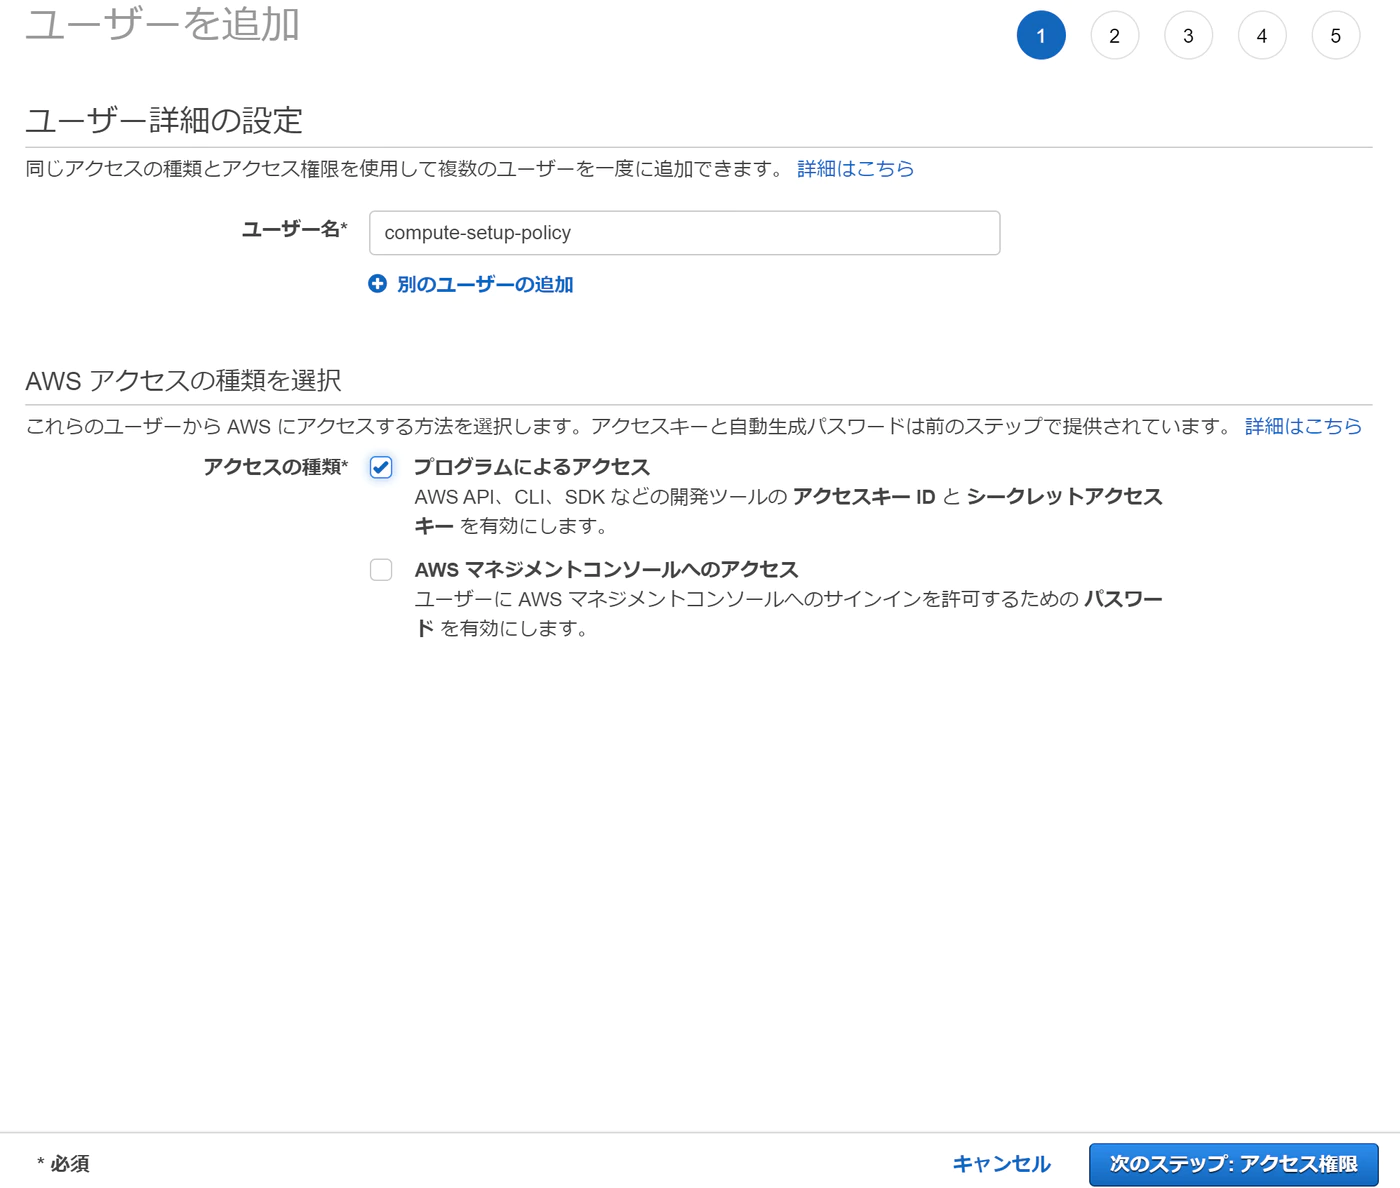 ユーザーを追加
1 2 3 4 5
ユーザー詳細の設定
同じアクセスの種類とアクセス権限を使用して複数のユーザーを一度に追加できます。 詳細はこちら
ユーザー名* compute-setup-policy
別のユーザーの追加
AWS アクセスの種類を選択
これらのユーザーから AWS にアクセスする方法を選択します。アクセスキーと自動生成パスワードは前のステップで提供されています。 詳細はこちら
アクセスの種類* プログラムによるアクセス
AWS API、CLI、SDK などの開発ツールの アクセスキー ID と シークレットアクセス
キー を有効にします。
AWS マネジメントコンソールへのアクセス
ユーザーに AWS マネジメントコンソールへのサインインを許可するための パスワー
ド を有効にします。
* 必須 キャンセル 次のステップ: アクセス権限